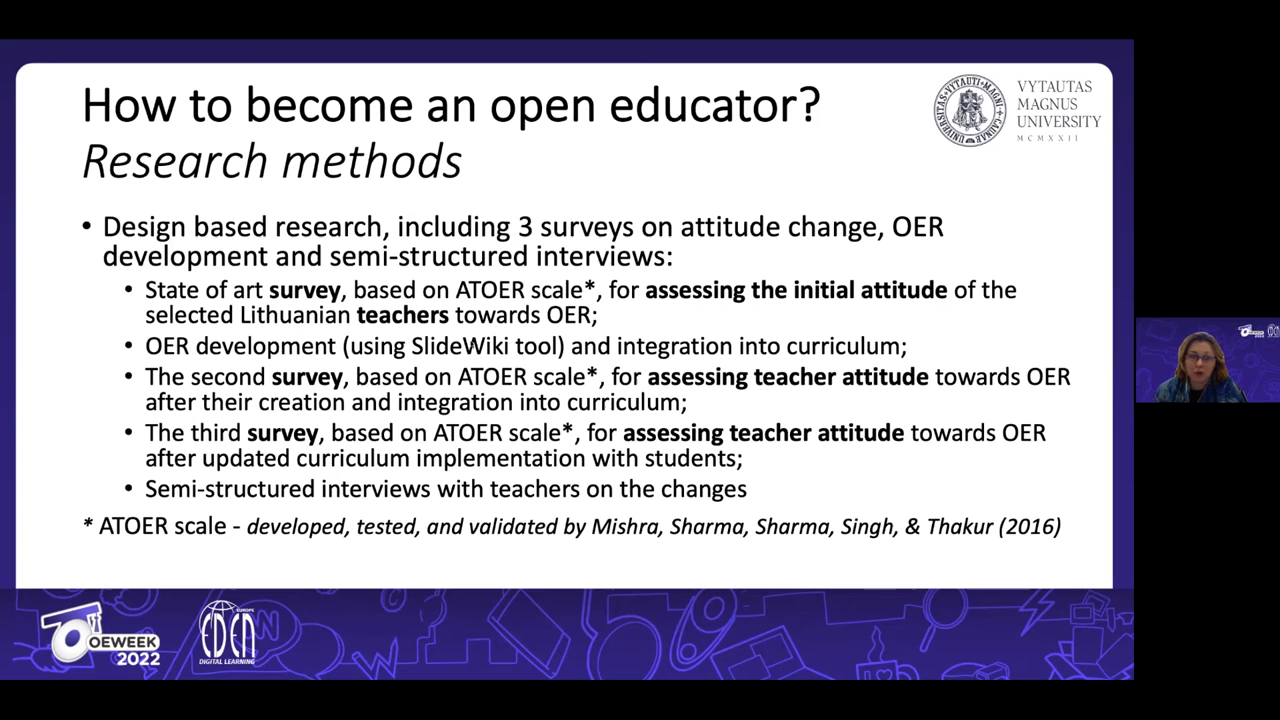 How to become an open educator?
Research methods
VYTAUTAS
MAGNUS
UNIVERSITY
MCMXXII
• Design based research, including 3 surveys on attitude change, OER
development and semi-structured interviews:
• State of art survey, based on ATOER scale*, for assessing the initial attitude of the
selected Lithuanian teachers towards OER;
• OER development (using SlideWiki tool) and integration into curriculum;
• The second survey, based on ATOER scale*, for assessing teacher attitude towards OER
after their creation and integration into curriculum;
• The third survey, based on ATOER scale*, for assessing teacher attitude towards OER
after updated curriculum implementation with students;
• Semi-structured interviews with teachers on the changes
* ATOER scale - developed, tested, and validated by Mishra, Sharma, Sharma, Singh, & Thakur (2016)
OEWEEK
2022
EUROPE
EDEN
DIGITAL LEARNING